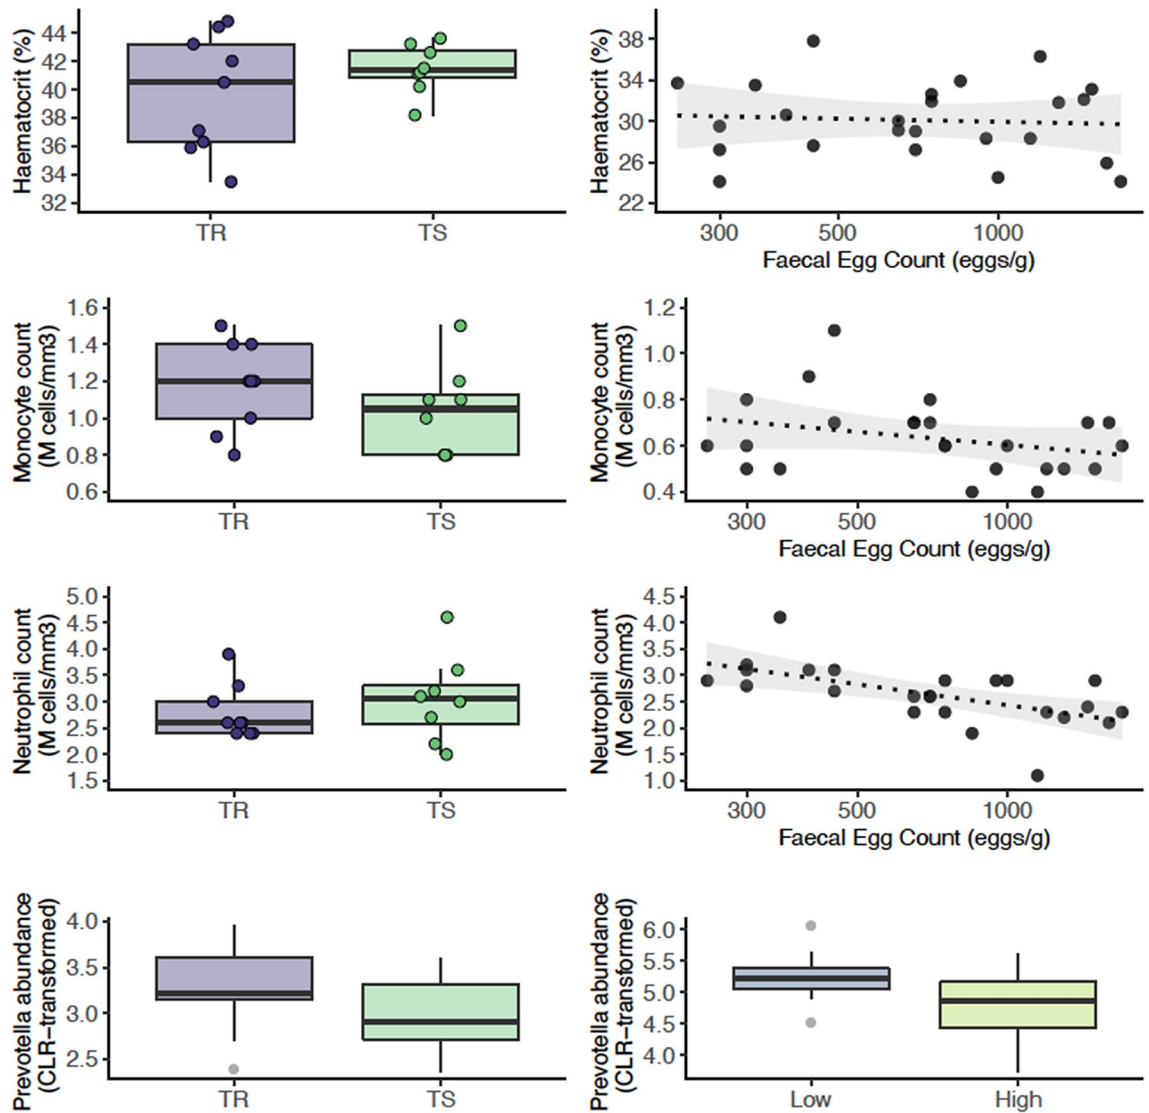 Haematocrit (%)
44
42
40
38
36
34
32
TR
TS
Haematocrit (%)
38
34
30
26
22
300
500
1000
Faecal Egg Count (eggs/g)
Monocyte count
(M cells/mm3)
1.6
1.4
1.2
1.0
0.8
0.6
TR
TS
Monocyte count
(M cells/mm3)
1.2
1.0
0.8
0.6
0.4
300
500
1000
Faecal Egg Count (eggs/g)
Neutrophil count
(M cells/mm3)
5.0
4.5
4.0
3.5
3.0
2.5
2.0
1.5
TR
TS
Neutrophil count
(M cells/mm3)
4.5
4.0
3.5
3.0
2.5
2.0
1.5
1.0
300
500
1000
Faecal Egg Count (eggs/g)
Prevotella abundance
(CLR−transformed)
4.0
3.5
3.0
2.5
TR
TS
Prevotella abundance
(CLR−transformed)
6.0
5.5
5.0
4.5
4.0
Low
High